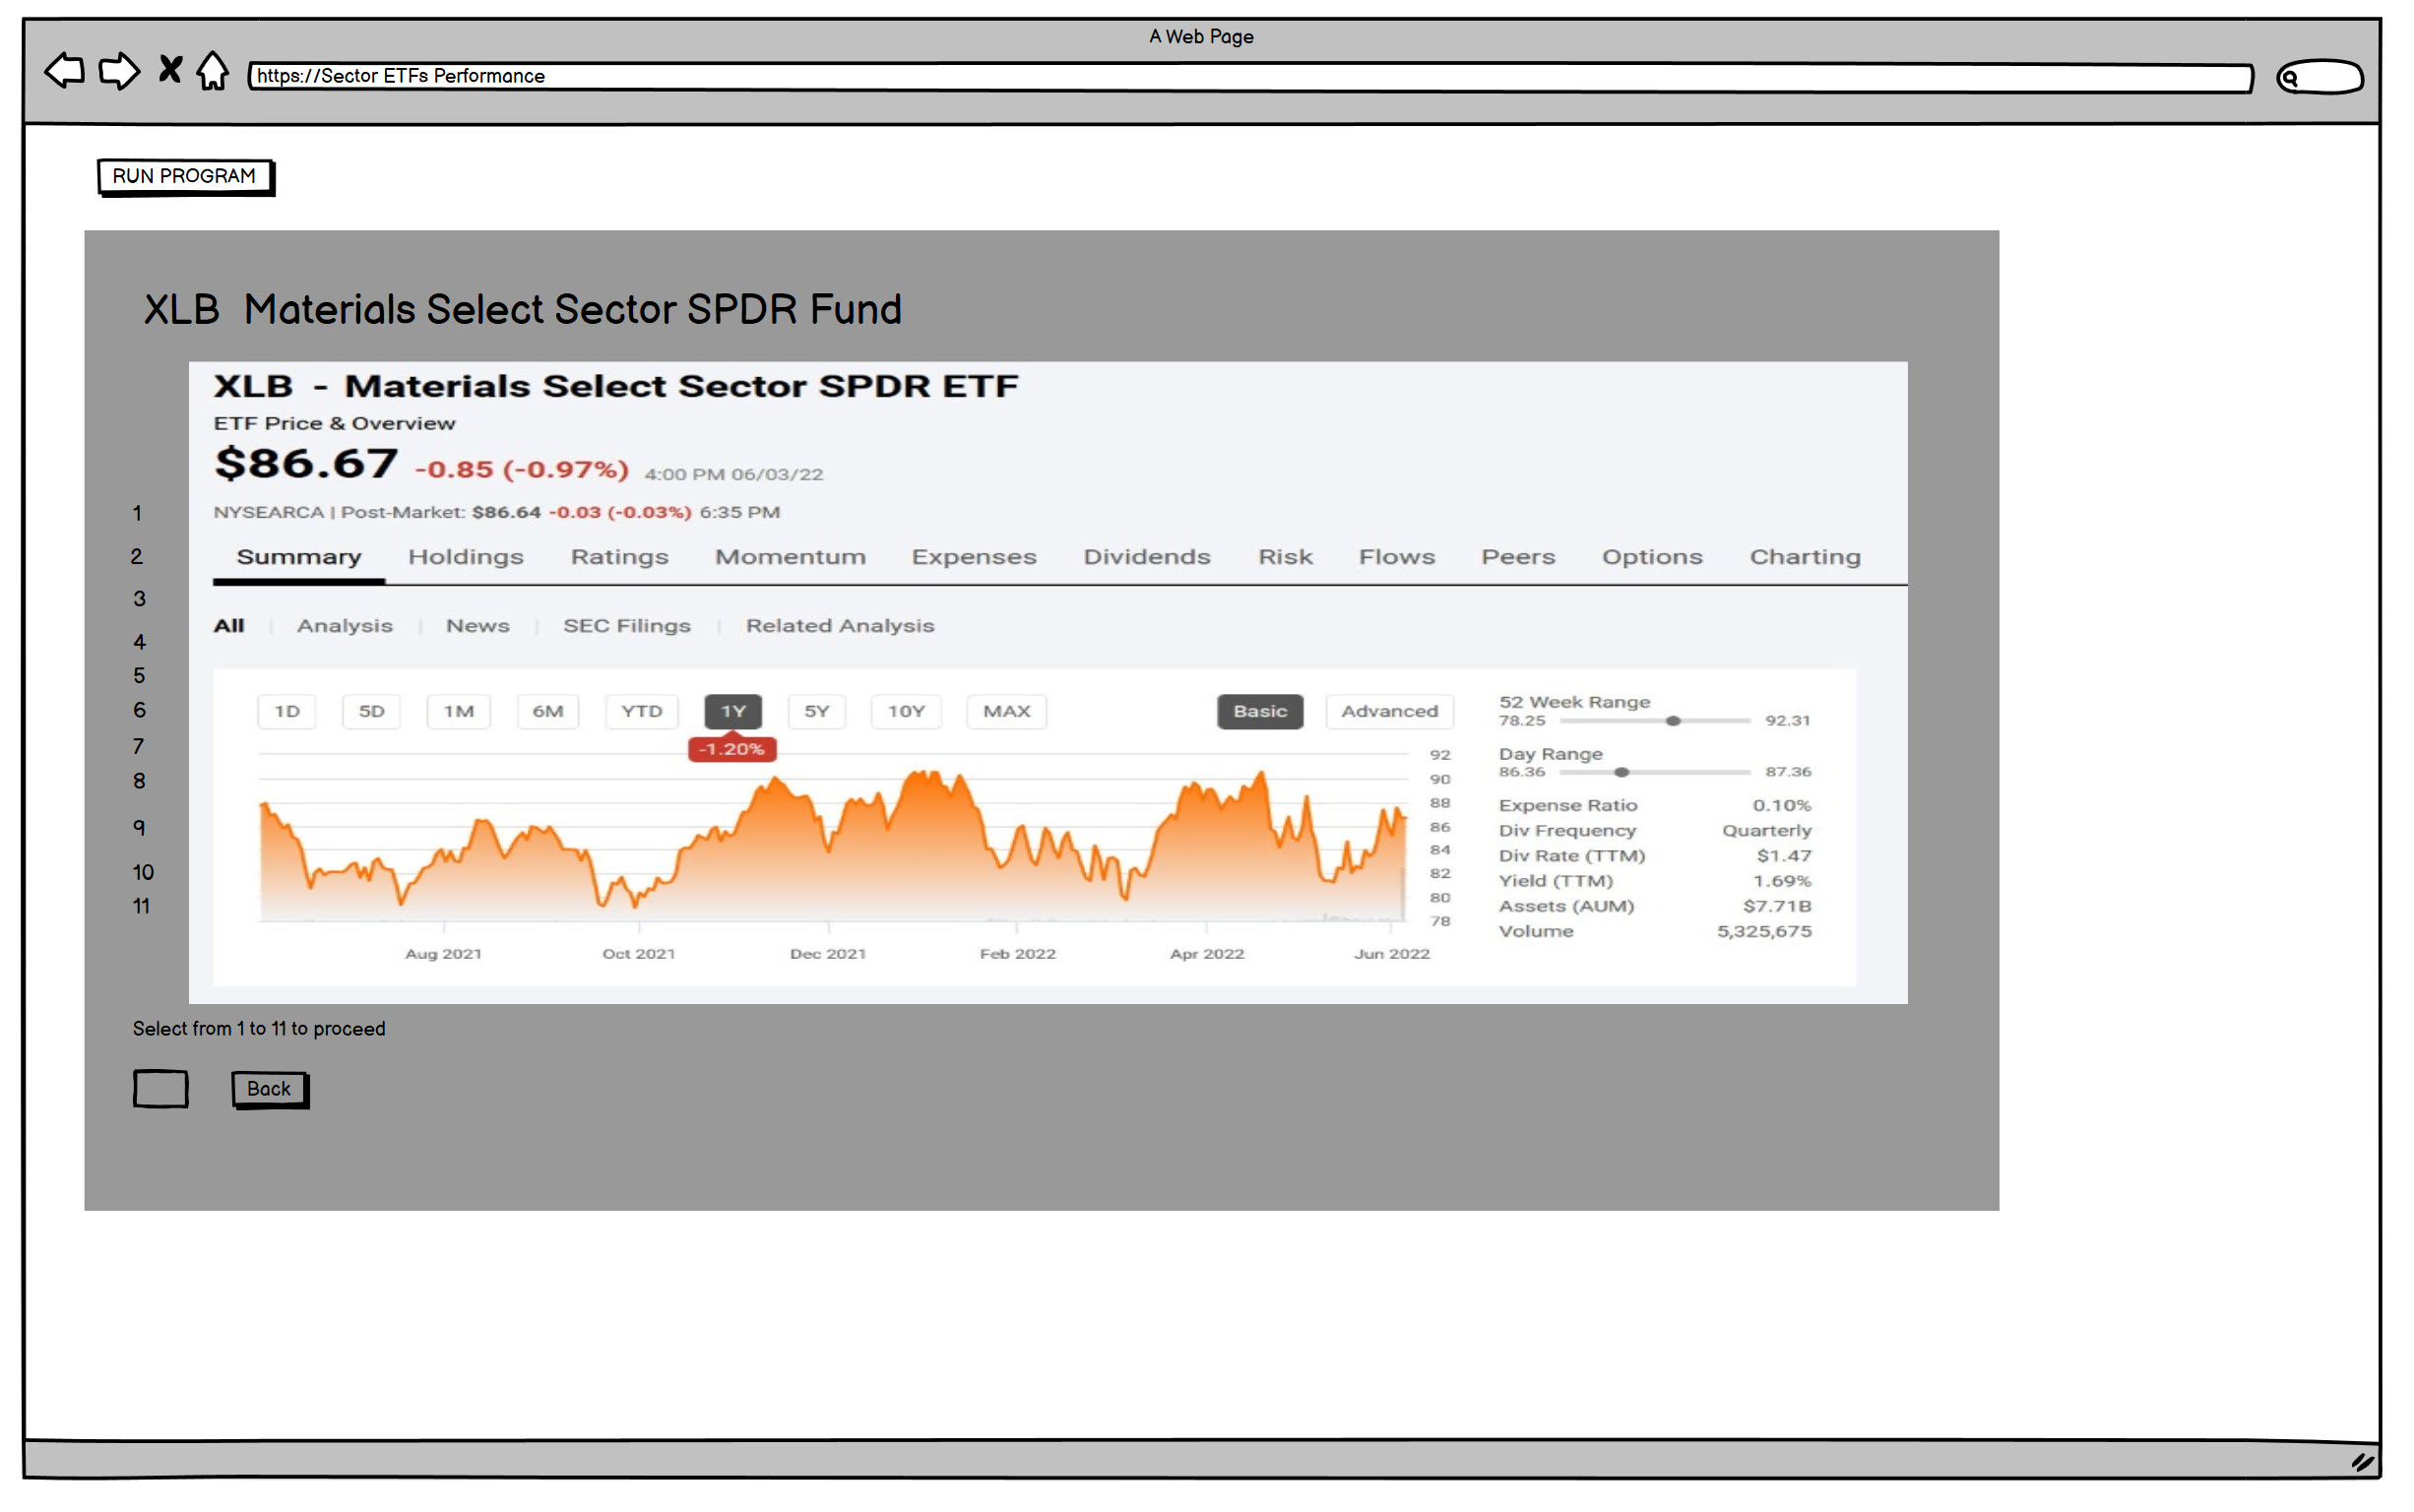 A Web Page
https://Sector ETFs Performance
RUN PROGRAM
XLB Materials Select Sector SPDR Fund
XLB - Materials Select Sector SPDR ETF
ETF Price & Overview
$86.67 -0.85 (-0.97%) 4:00 PM 06/03/22
1 NYSEARCA | Post-Market: $86.64 -0.03 (-0.03%) 6:35 PM
2 Summary Holdings Ratings Momentum Expenses Dividends Risk Flows Peers Options Charting
3
All | Analysis | News | SEC Filings | Related Analysis
4
5
6 1D 5D 1M 6M YTD 1Y 5Y 10Y MAX Basic Advanced
-1.20%
7
8
9
10
11
92
90
88
86
84
82
80
78
Aug 2021 Oct 2021 Dec 2021 Feb 2022 Apr 2022 Jun 2022
52 Week Range
78.25 92.31
Day Range
86.36 87.36
Expense Ratio 0.10%
Div Frequency Quarterly
Div Rate (TTM) $1.47
Yield (TTM) 1.69%
Assets (AUM) $7.71B
Volume 5,325,675
Select from 1 to 11 to proceed
Back